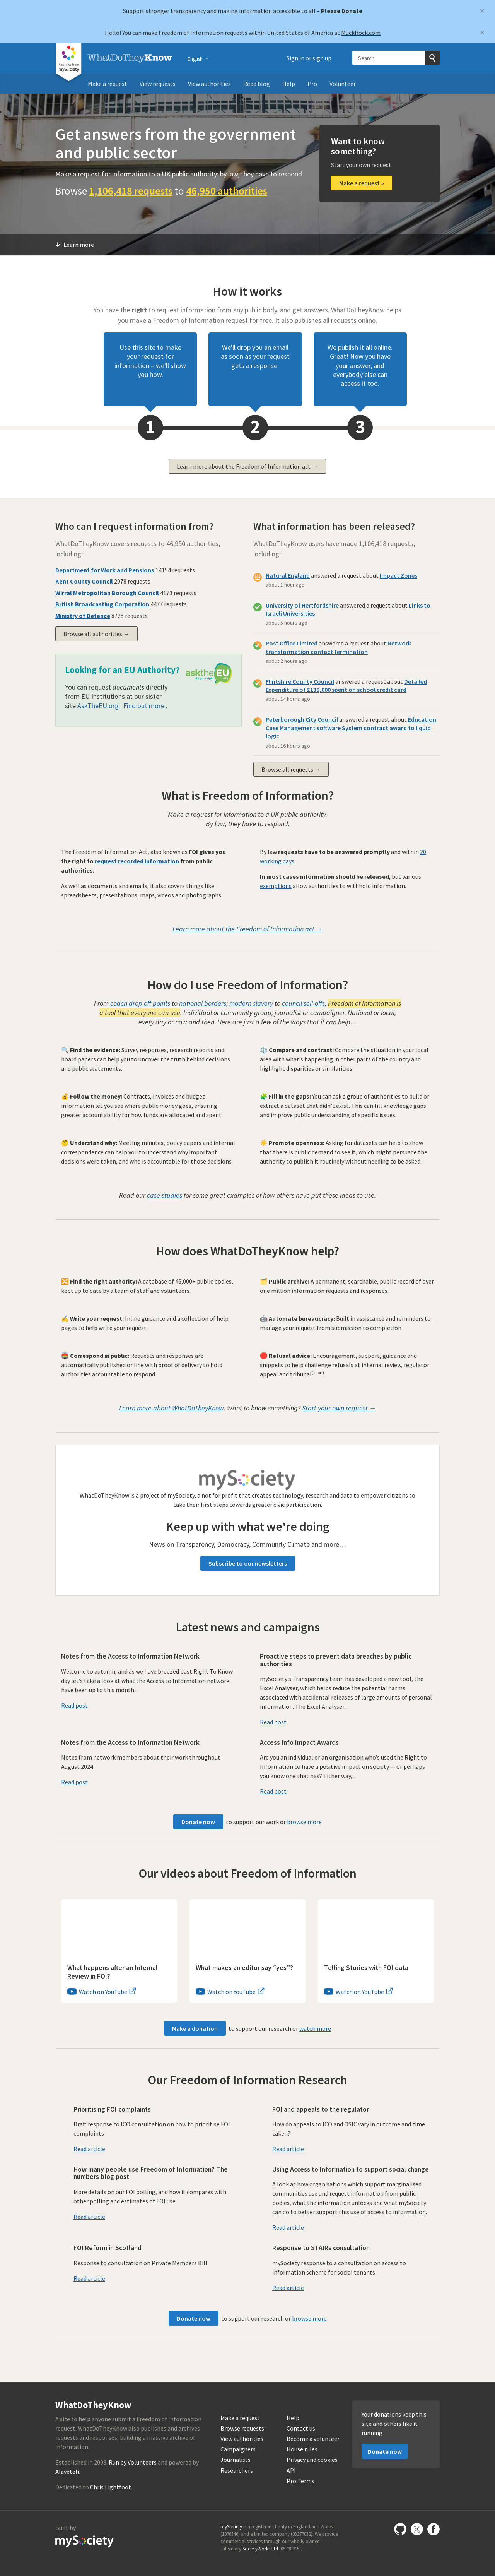 Support stronger transparency and making information accessible to all – Please Donate
×
Hello! You can make Freedom of Information requests within United States of America at MuckRock.com
×
A service from
mySociety
WhatDoTheyKnow
English
Sign in or sign up
Search
Make a request
View requests
View authorities
Read blog
Help
Pro
Volunteer
Get answers from the government
and public sector
Make a request for information to a UK public authority: by law, they have to respond
Browse 1,106,418 requests to 46,950 authorities
Want to know
something?
Start your own request
Make a request »
Learn more
How it works
You have the right to request information from any public body, and get answers. WhatDoTheyKnow helps
you make a Freedom of Information request for free. It also publishes all requests online.
Use this site to make
your request for
information – we'll show
you how.
We'll drop you an email
as soon as your request
gets a response.
We publish it all online.
Great! Now you have
your answer, and
everybody else can
access it too.
1
2
3
Learn more about the Freedom of Information act →
Who can I request information from?
WhatDoTheyKnow covers requests to 46,950 authorities,
including:
Department for Work and Pensions 14154 requests
Kent County Council 2978 requests
Wirral Metropolitan Borough Council 4173 requests
British Broadcasting Corporation 4477 requests
Ministry of Defence 8725 requests
Browse all authorities →
Looking for an EU Authority?
asktheEU
it's your right!
You can request documents directly
from EU Institutions at our sister
site AskTheEU.org . Find out more .
What information has been released?
WhatDoTheyKnow users have made 1,106,418 requests,
including:
Natural England answered a request about Impact Zones
about 1 hour ago
University of Hertfordshire answered a request about Links to
Israeli Universities
about 5 hours ago
Post Office Limited answered a request about Network
transformation contact termination
about 13 hours ago
Flintshire County Council answered a request about Detailed
Expenditure of £138,000 spent on school credit card
about 14 hours ago
Peterborough City Council answered a request about Education
Case Management software System contract award to liquid
logic
about 16 hours ago
Browse all requests →
What is Freedom of Information?
Make a request for information to a UK public authority.
By law, they have to respond.
The Freedom of Information Act, also known as FOI gives you
the right to request recorded information from public
authorities.
As well as documents and emails, it also covers things like
spreadsheets, presentations, maps, videos and photographs.
By law requests have to be answered promptly and within 20
working days.
In most cases information should be released, but various
exemptions allow authorities to withhold information.
Learn more about the Freedom of Information act →
How do I use Freedom of Information?
From coach drop off points to national borders; modern slavery to council sell-offs, Freedom of Information is
a tool that everyone can use. Individual or community group; journalist or campaigner. National or local;
every day or now and then. Here are just a few of the ways that it can help…
🔍 Find the evidence: Survey responses, research reports and
board papers can help you to uncover the truth behind decisions
and public statements.
⚖️ Compare and contrast: Compare the situation in your local
area with what's happening in other parts of the country and
highlight disparities or similarities.
💰 Follow the money: Contracts, invoices and budget
information let you see where public money goes, ensuring
greater accountability for how funds are allocated and spent.
🧩 Fill in the gaps: You can ask a group of authorities to build or
extract a dataset that didn't exist. This can fill knowledge gaps
and improve public understanding of specific issues.
🤔 Understand why: Meeting minutes, policy papers and internal
correspondence can help you to understand why important
decisions were taken, and who is accountable for those decisions.
☀️ Promote openness: Asking for datasets can help to show
that there is public demand to see it, which might persuade the
authority to publish it routinely without needing to be asked.
Read our case studies for some great examples of how others have put these ideas to use.
How does WhatDoTheyKnow help?
🔀 Find the right authority: A database of 46,000+ public bodies,
kept up to date by a team of staff and volunteers.
🗂️ Public archive: A permanent, searchable, public record of over
one million information requests and responses.
✍️ Write your request: Inline guidance and a collection of help
pages to help write your request.
🤖 Automate bureaucracy: Built in assistance and reminders to
manage your request from submission to completion.
📮 Correspond in public: Requests and responses are
automatically published online with proof of delivery to hold
authorities accountable to respond.
🛑 Refusal advice: Encouragement, support, guidance and
snippets to help challenge refusals at internal review, regulator
appeal and tribunal[soon].
Learn more about WhatDoTheyKnow. Want to know something? Start your own request →
mySociety
WhatDoTheyKnow is a project of mySociety, a not for profit that creates technology, research and data to empower citizens to
take their first steps towards greater civic participation.
Keep up with what we're doing
News on Transparency, Democracy, Community Climate and more…
Subscribe to our newsletters
Latest news and campaigns
Notes from the Access to Information Network
Welcome to autumn, and as we have breezed past Right To Know
day let's take a look at what the Access to Information network
have been up to this month....
Read post
Proactive steps to prevent data breaches by public
authorities
mySociety's Transparency team has developed a new tool, the
Excel Analyser, which helps reduce the potential harms
associated with accidental releases of large amounts of personal
information. The Excel Analyser...
Read post
Notes from the Access to Information Network
Notes from network members about their work throughout
August 2024
Read post
Access Info Impact Awards
Are you an individual or an organisation who's used the Right to
Information to have a positive impact on society — or perhaps
you know one that has? Either way,...
Read post
Donate now to support our work or browse more
Our videos about Freedom of Information
What happens after an Internal
Review in FOI?
Watch on YouTube
What makes an editor say “yes”?
Watch on YouTube
Telling Stories with FOI data
Watch on YouTube
Make a donation to support our research or watch more
Our Freedom of Information Research
Prioritising FOI complaints
Draft response to ICO consultation on how to prioritise FOI
complaints
Read article
FOI and appeals to the regulator
How do appeals to ICO and OSIC vary in outcome and time
taken?
Read article
How many people use Freedom of Information? The
numbers blog post
More details on our FOI polling, and how it compares with
other polling and estimates of FOI use.
Read article
Using Access to Information to support social change
A look at how organisations which support marginalised
communities use and request information from public
bodies, what the information unlocks and what mySociety
can do to better support this use of access to information.
Read article
FOI Reform in Scotland
Response to consultation on Private Members Bill
Read article
Response to STAIRs consultation
mySociety response to a consultation on access to
information scheme for social tenants
Read article
Donate now to support our research or browse more
WhatDoTheyKnow
A site to help anyone submit a Freedom of Information
request. WhatDoTheyKnow also publishes and archives
requests and responses, building a massive archive of
information.
Established in 2008. Run by Volunteers and powered by
Alaveteli.
Dedicated to Chris Lightfoot.
Make a request
Browse requests
View authorities
Campaigners
Journalists
Researchers
Help
Contact us
Become a volunteer
House rules
Privacy and cookies
API
Pro Terms
Your donations keep this
site and others like it
running
Donate now
Built by
mySociety
mySociety is a registered charity in England and Wales
(1076346) and a limited company (03277032). We provide
commercial services through our wholly owned
subsidiary SocietyWorks Ltd (05798215).